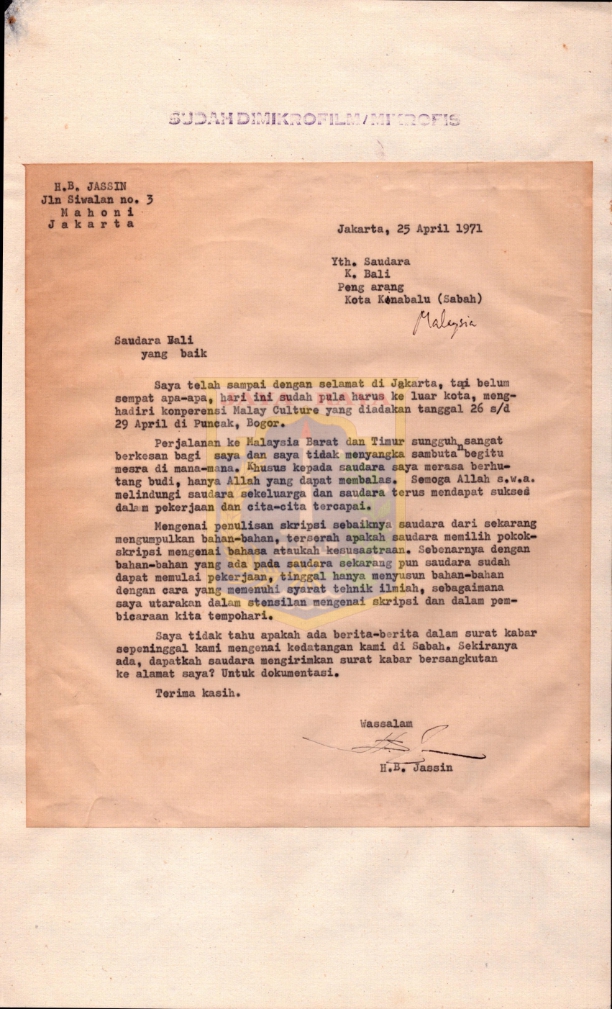 SUDAH DIMIKROFILM/MIKROFIS
H.B. JASSIN
Jln Siwalan no. 3
M a h o n i
J a k a r t a
Jakarta, 25 April 1971
Yth. Saudara
K. Bali
Peng arang
Kota Kinabalu (Sabah)
Malaysia
Saudara Bali
yang baik
Saya telah sampai dengan selamat di Jakarta, tapi belum
sempat apa-apa, hari ini sudah pula harus ke luar kota, meng-
hadiri konperensi Malay Culture yang diadakan tanggal 26 s/d
29 April di Puncak, Bogor.
Perjalanan ke Malaysia Barat dan Timur sungguh sangat
berkesan bagi saya dan saya tidak menyangka sambutan begitu
mesra di mana-mana. Khusus kepada saudara saya merasa berhu-
tang budi, hanya Allah yang dapat membalas. Semoga Allah s.w.a.
melindungi saudara sekeluarga dan saudara terus mendapat sukses
dalam pekerjaan dan cita-cita tercapai.
Mengenai penulisan skripsi sebaiknya saudara dari sekarang
mengumpulkan bahan-bahan, terserah apakah saudara memilih pokok-
skripsi mengenai bahasa ataukah kesusastraan. Sebenarnya dengan
bahan-bahan yang ada pada saudara sekarang pun saudara sudah
dapat memulai pekerjaan, tinggal hanya menyusun bahan-bahan
dengan cara yang memenuhi syarat tehnik ilmiah, sebagaimana
saya utarakan dalam stensilan mengenai skripsi dan dalam pem-
bicaraan kita tempohari.
Saya tidak tahu apakah ada berita-berita dalam surat kabar
sepeninggal kami mengenai kedatangan kami di Sabah. Sekiranya
ada, dapatkah saudara mengirimkan surat kabar bersangkutan
ke alamat saya? Untuk dokumentasi.
Terima kasih.
Wassalam
H.B. Jassin